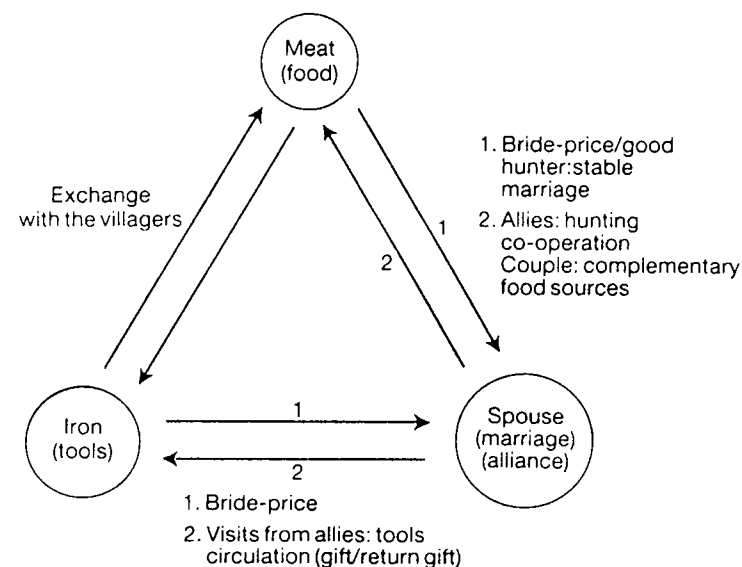 Meat
(food)
Exchange
with the villagers
1. Bride-price/good
hunter:stable
marriage
2. Allies: hunting
co-operation
Couple: complementary
food sources
1
2
Iron
(tools)
1
2
Spouse
(marriage)
(alliance)
1. Bride-price
2. Visits from allies: tools
circulation (gift/return gift)